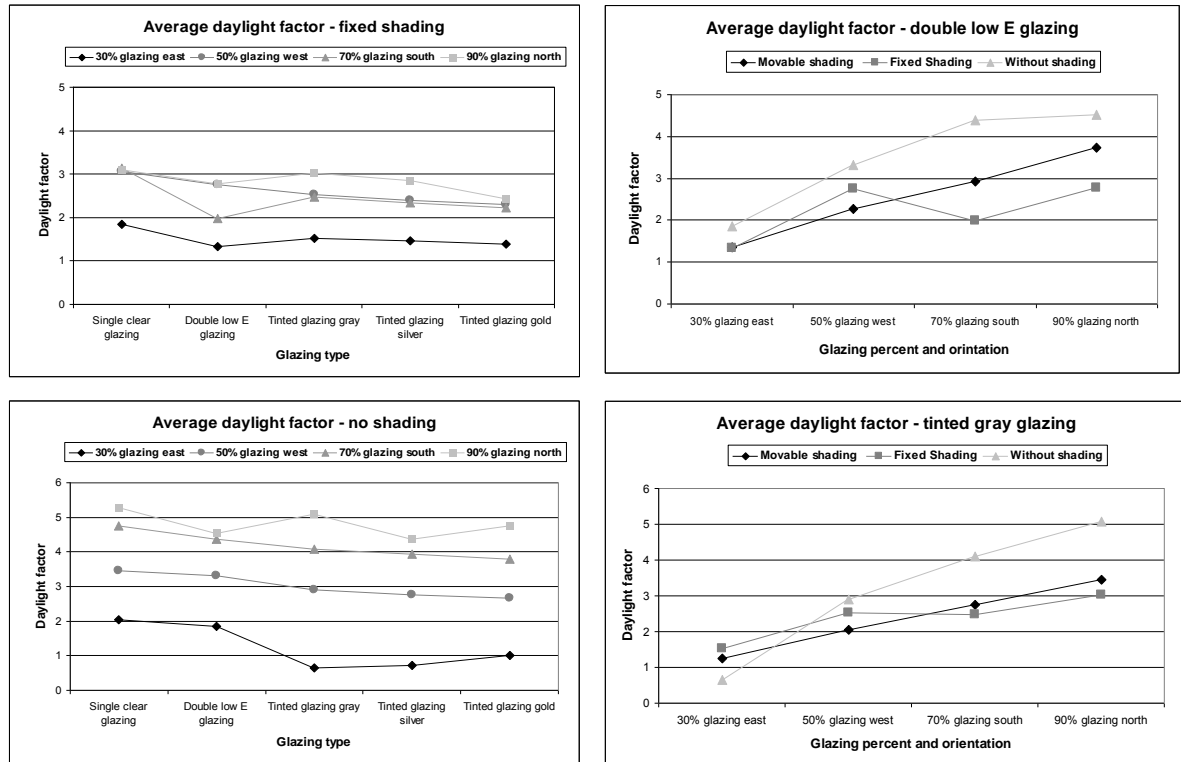 Average daylight factor - fixed shading
30% glazing east 50% glazing west 70% glazing south 90% glazing north
5
4
3
2
1
0
Daylight factor
Single clear glazing
Double low E glazing
Tinted glazing gray
Tinted glazing silver
Tinted glazing gold
Glazing type
Average daylight factor - double low E glazing
Movable shading Fixed Shading Without shading
5
4
3
2
1
0
Daylight factor
30% glazing east 50% glazing west 70% glazing south 90% glazing north
Glazing percent and orintation
Average daylight factor - no shading
30% glazing east 50% glazing west 70% glazing south 90% glazing north
6
5
4
3
2
1
0
Daylight factor
Single clear glazing
Double low E glazing
Tinted glazing gray
Tinted glazing silver
Tinted glazing gold
Glazing type
Average daylight factor - tinted gray glazing
Movable shading Fixed Shading Without shading
6
5
4
3
2
1
0
Daylight factor
30% glazing east 50% glazing west 70% glazing south 90% glazing north
Glazing percent and orientation